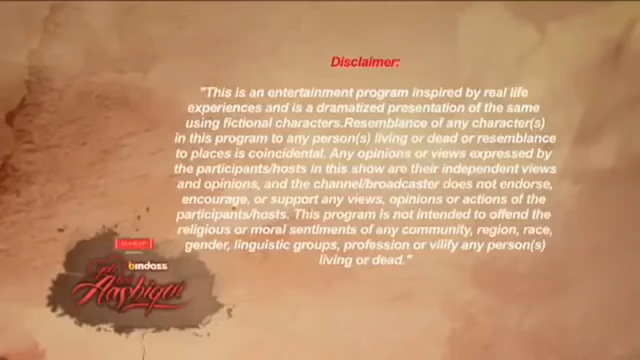 Disclaimer:
"This is an entertainment program inspired by real life
experiences and is a dramatized presentation of the same
using fictional characters.Resemblance of any character(s)
in this program to any person(s) living or dead or resemblance
to places is coincidental. Any opinions or views expressed by
the participants/hosts in this show are their independent views
and opinions, and the channel/broadcaster does not endorse,
encourage, or support any views, opinions or actions of the
participants/hosts. This program is not intended to offend the
religious or moral sentiments of any community, region, race,
gender, linguistic groups, profession or vilify any person(s)
living or dead."
bindass
Yeh Hai
Aashiqui